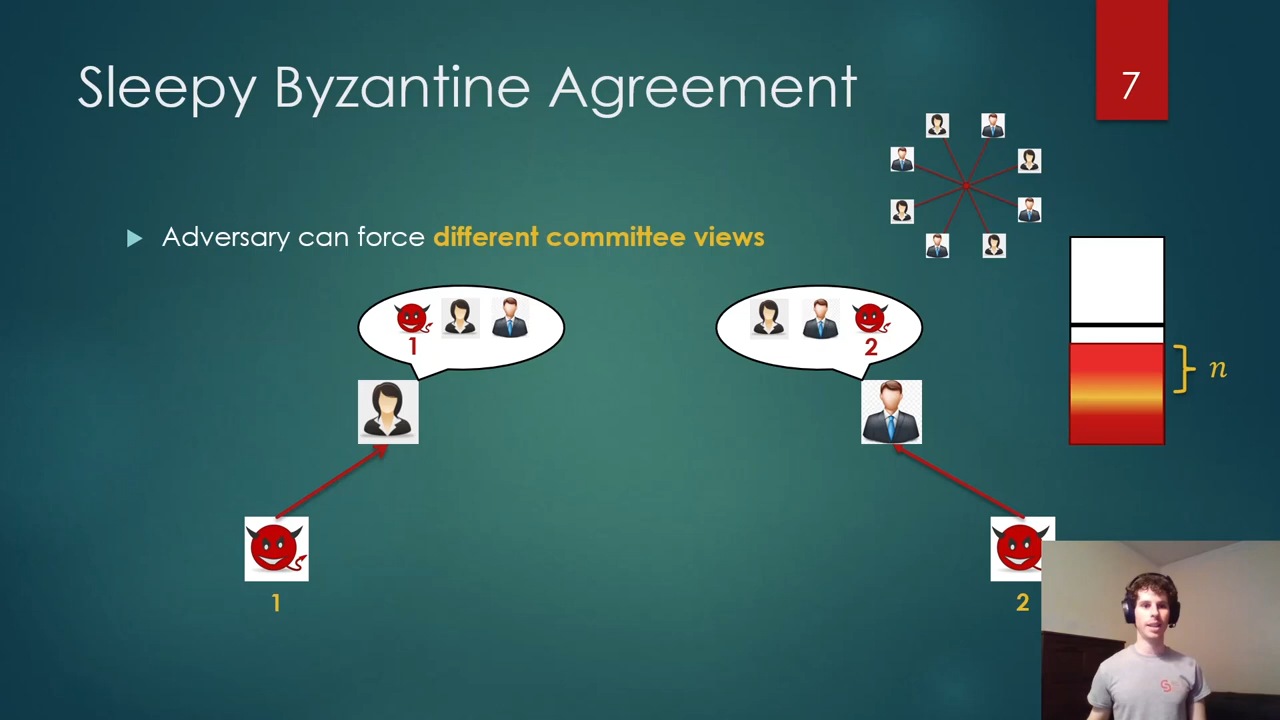 Sleepy Byzantine Agreement
7
Adversary can force different committee views
1
2
n
1
2